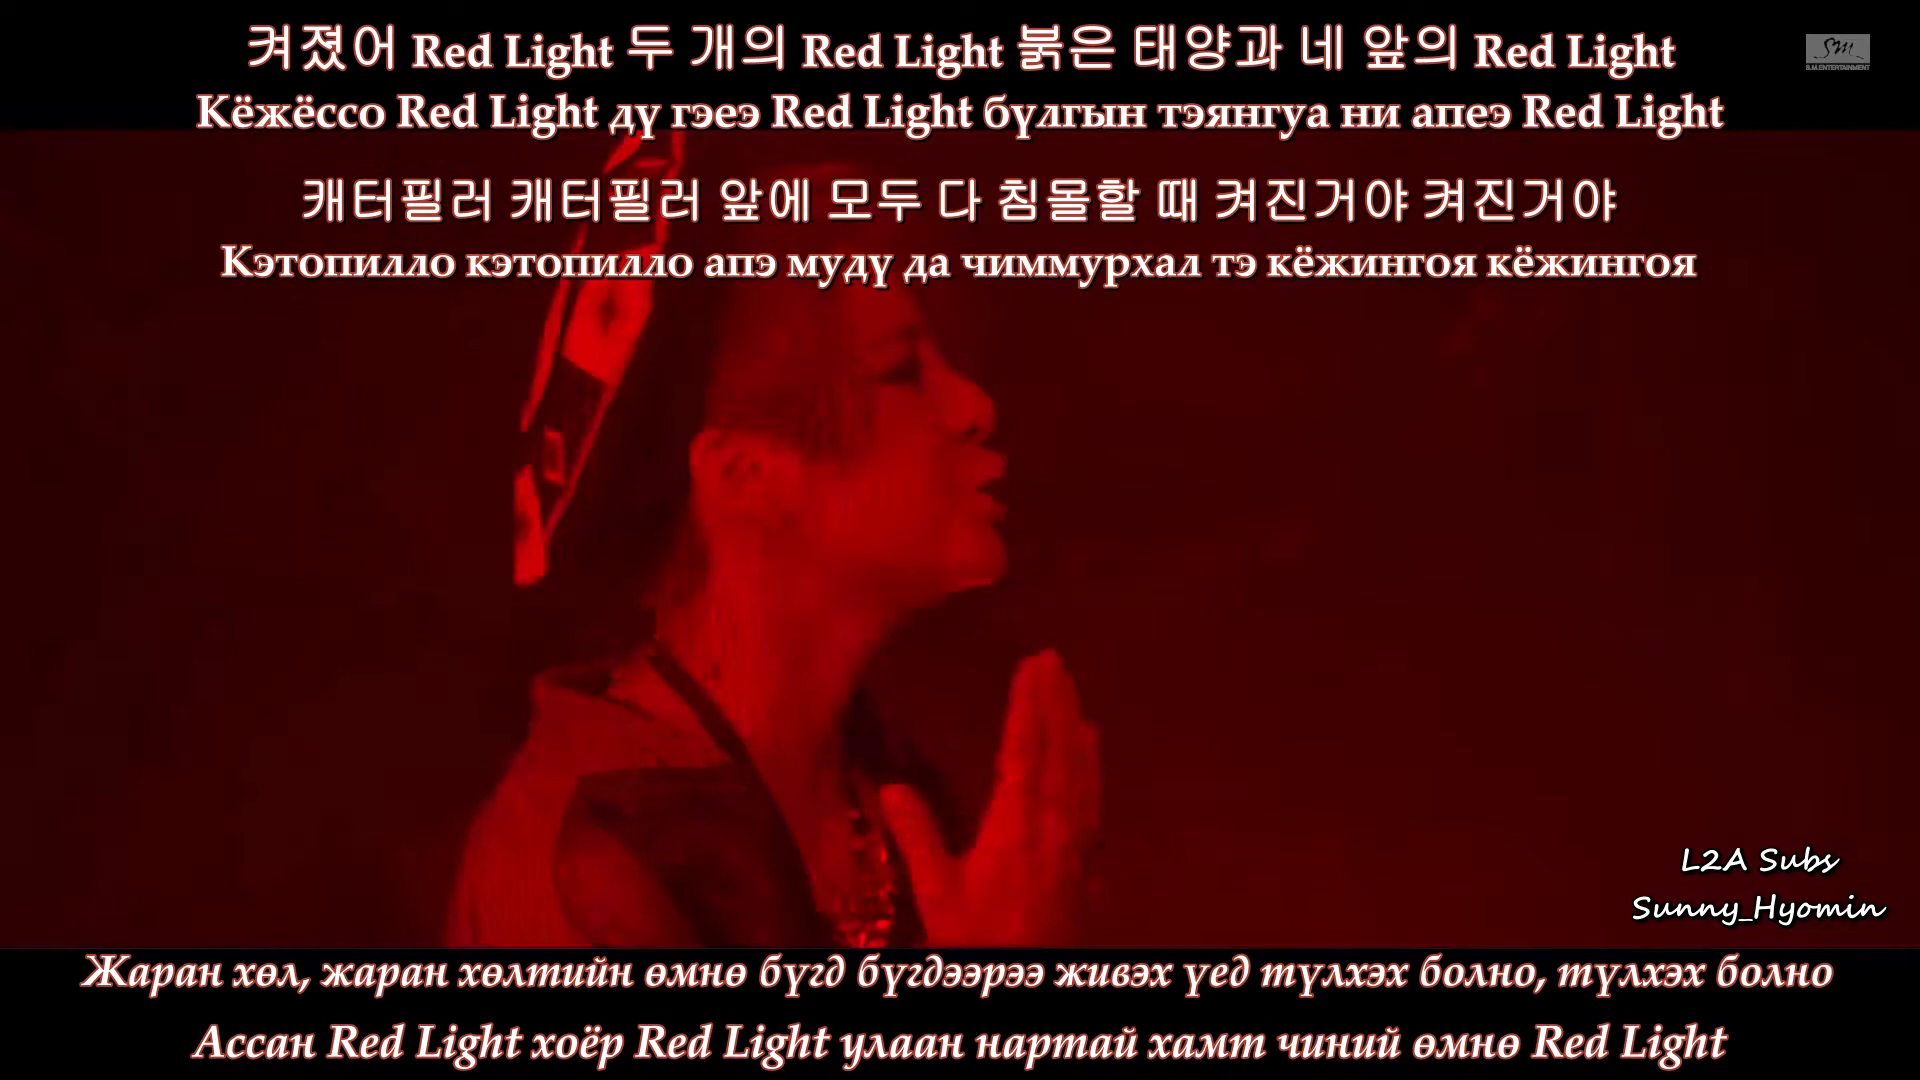 켜졌어 Red Light 두 개의 Red Light 붉은 태양과 네 앞의 Red Light
Кёжёссо Red Light дү гэеэ Red Light бүлгын тэянгуа ни апеэ Red Light
캐터필러 캐터필러 앞에 모두 다 침몰할 때 켜진거야 켜진거야
Кэтопилло кэтопилло апэ мудү да чиммурхал тэ кёжингоя кёжингоя
SM
S.M.ENTERTAINMENT
L2A Subs
Sunny_Hyomin
Жаран хөл, жаран хөлтийн өмнө бүгд бүгдээрээ живэх үед түлхэх болно, түлхэх болно
Ассан Red Light хоёр Red Light улаан нартай хамт чиний өмнө Red Light